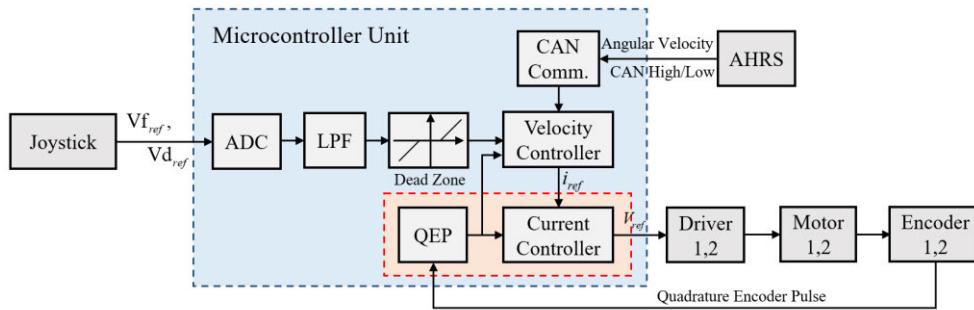 Microcontroller Unit
CAN
Comm.
Angular Velocity
CAN High/Low
AHRS
Joystick
Vf_ref,
Vd_ref
ADC
LPF
Dead Zone
Velocity
Controller
i_ref
QEP
Current
Controller
V_ref
Driver
1,2
Motor
1,2
Encoder
1,2
Quadrature Encoder Pulse